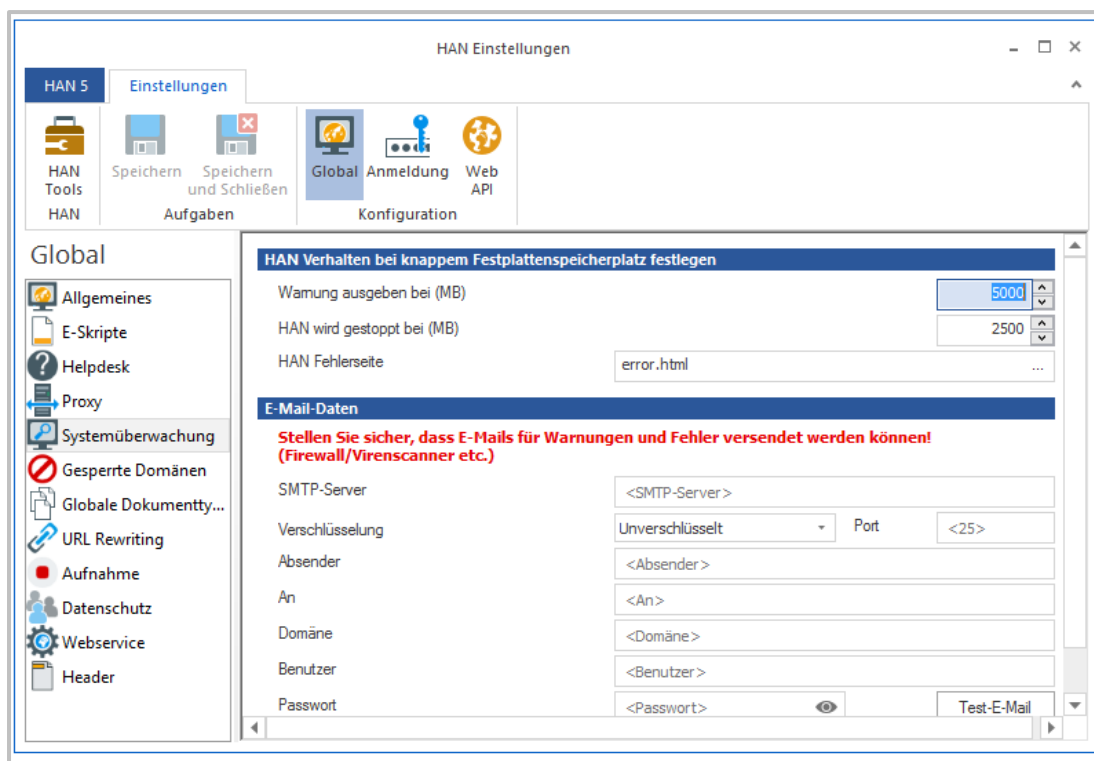 HAN Einstellungen
HAN 5 Einstellungen
HAN Tools
Speichern
Speichern und Schließen
Global
Anmeldung
Web API
HAN
Aufgaben
Konfiguration
Global
Allgemeines
E-Skripte
Helpdesk
Proxy
Systemüberwachung
Gesperrte Domänen
Globale Dokumentty...
URL Rewriting
Aufnahme
Datenschutz
Webservice
Header
HAN Verhalten bei knappem Festplattenspeicherplatz festlegen
Warnung ausgeben bei (MB) 5000
HAN wird gestoppt bei (MB) 2500
HAN Fehlerseite error.html ...
E-Mail-Daten
Stellen Sie sicher, dass E-Mails für Warnungen und Fehler versendet werden können!
(Firewall/Virenscanner etc.)
SMTP-Server <SMTP-Server>
Verschlüsselung Unverschlüsselt Port <25>
Absender <Absender>
An <An>
Domäne <Domäne>
Benutzer <Benutzer>
Passwort <Passwort> Test-E-Mail